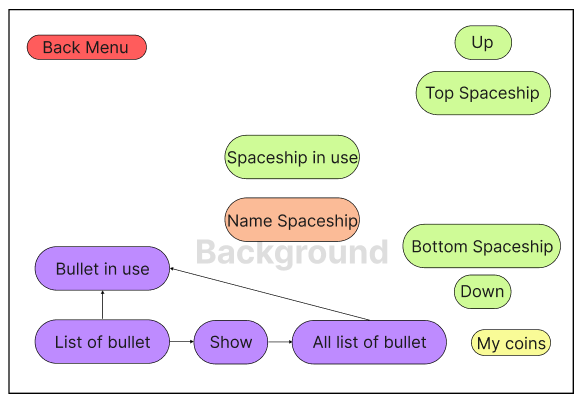 Back Menu
Up
Top Spaceship
Spaceship in use
Name Spaceship
Background
Bottom Spaceship
Bullet in use
Down
List of bullet
Show
All list of bullet
My coins